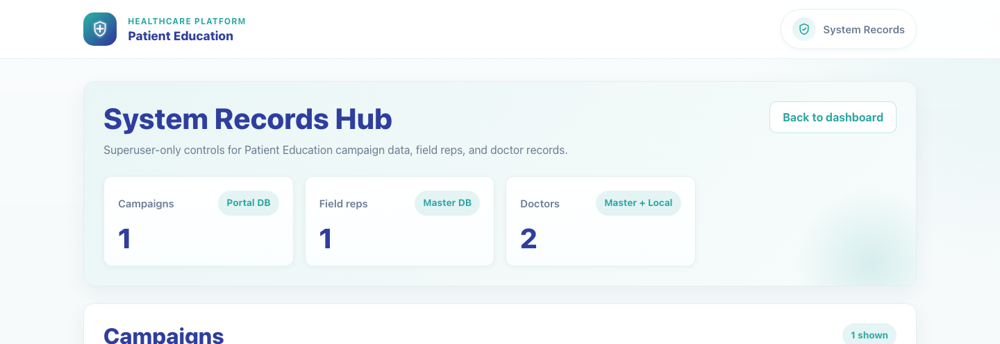 HEALTHCARE PLATFORM
Patient Education
System Records
System Records Hub
Back to dashboard
Superuser-only controls for Patient Education campaign data, field reps, and doctor records.
Campaigns
Portal DB
1
Field reps
Master DB
1
Doctors
Master + Local
2
Campaigns
1 shown